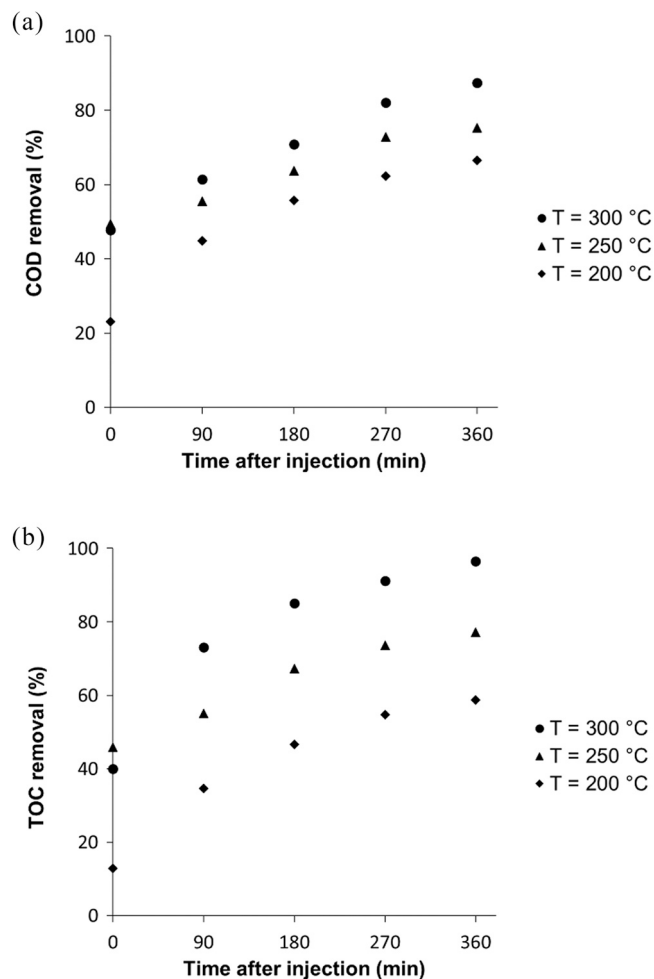 (a)
100
80
60
40
20
0
COD removal (%)
0 90 180 270 360
Time after injection (min)
T = 300 °C
T = 250 °C
T = 200 °C
(b)
100
80
60
40
20
0
TOC removal (%)
0 90 180 270 360
Time after injection (min)
T = 300 °C
T = 250 °C
T = 200 °C